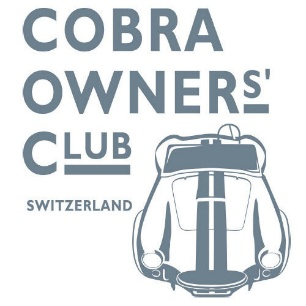 COBRA
OWNERS'
CLUB
SWITZERLAND